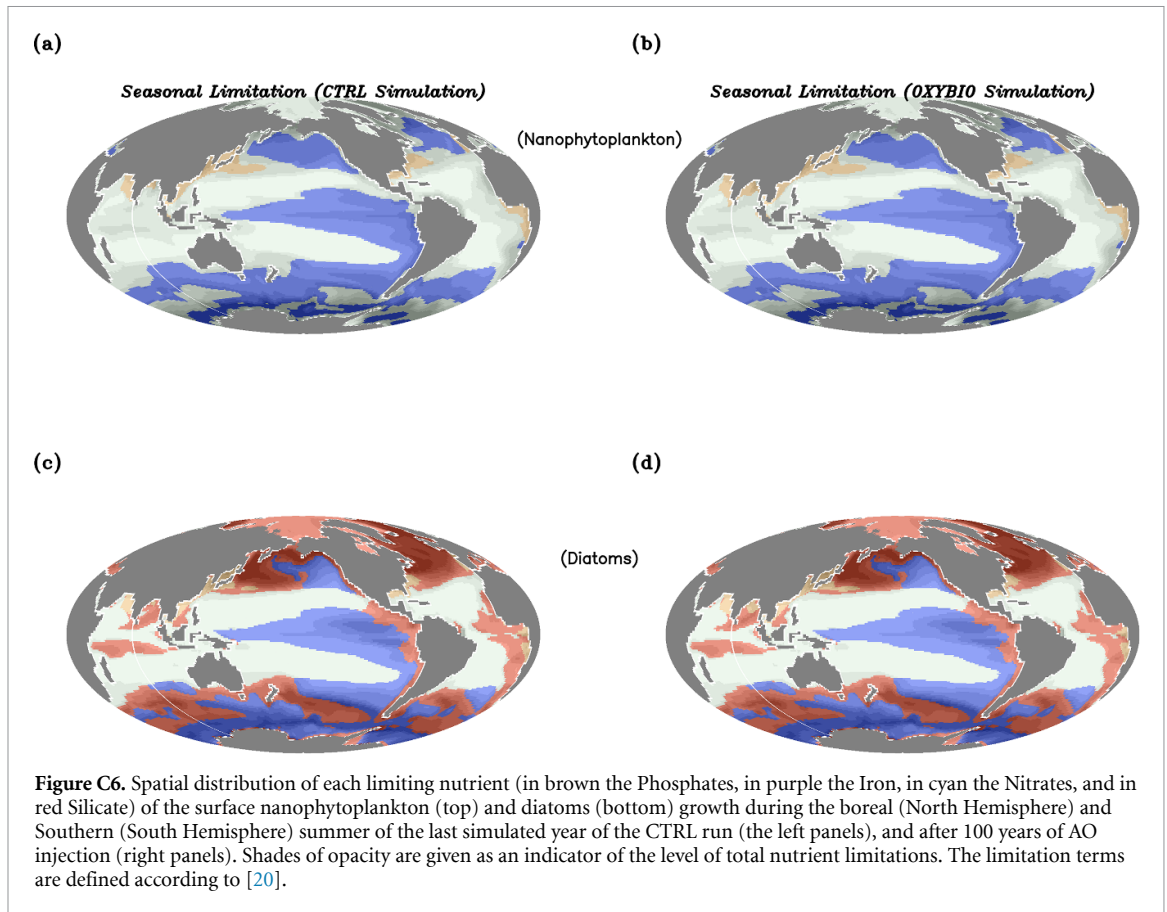 (a)
(b)
Seasonal Limitation (CTRL Simulation)
Seasonal Limitation (OXYBIO Simulation)
(Nanophytoplankton)
(c)
(d)
(Diatoms)
Figure C6. Spatial distribution of each limiting nutrient (in brown the Phosphates, in purple the Iron, in cyan the Nitrates, and in
red Silicate) of the surface nanophytoplankton (top) and diatoms (bottom) growth during the boreal (North Hemisphere) and
Southern (South Hemisphere) summer of the last simulated year of the CTRL run (the left panels), and after 100 years of AO
injection (right panels). Shades of opacity are given as an indicator of the level of total nutrient limitations. The limitation terms
are defined according to [20].